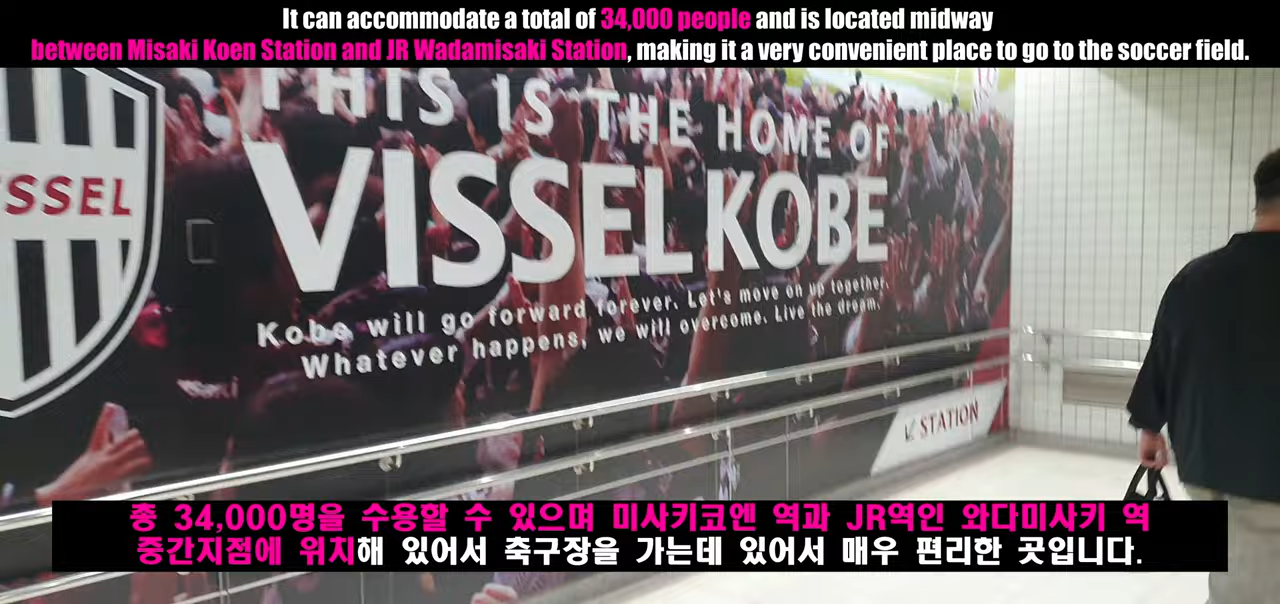 It can accommodate a total of 34,000 people and is located midway
between Misaki Koen Station and JR Wadamisaki Station, making it a very convenient place to go to the soccer field.
THIS IS THE HOME OF
VISSEL KOBE
SSEL
Kobe will go forward forever. Let's move on up together.
Whatever happens, we will overcome. Live the dream.
STATION
총 34,000명을 수용할 수 있으며 미사키코엔 역과 JR역인 와다미사키 역
중간지점에 위치해 있어서 축구장을 가는데 있어서 매우 편리한 곳입니다.